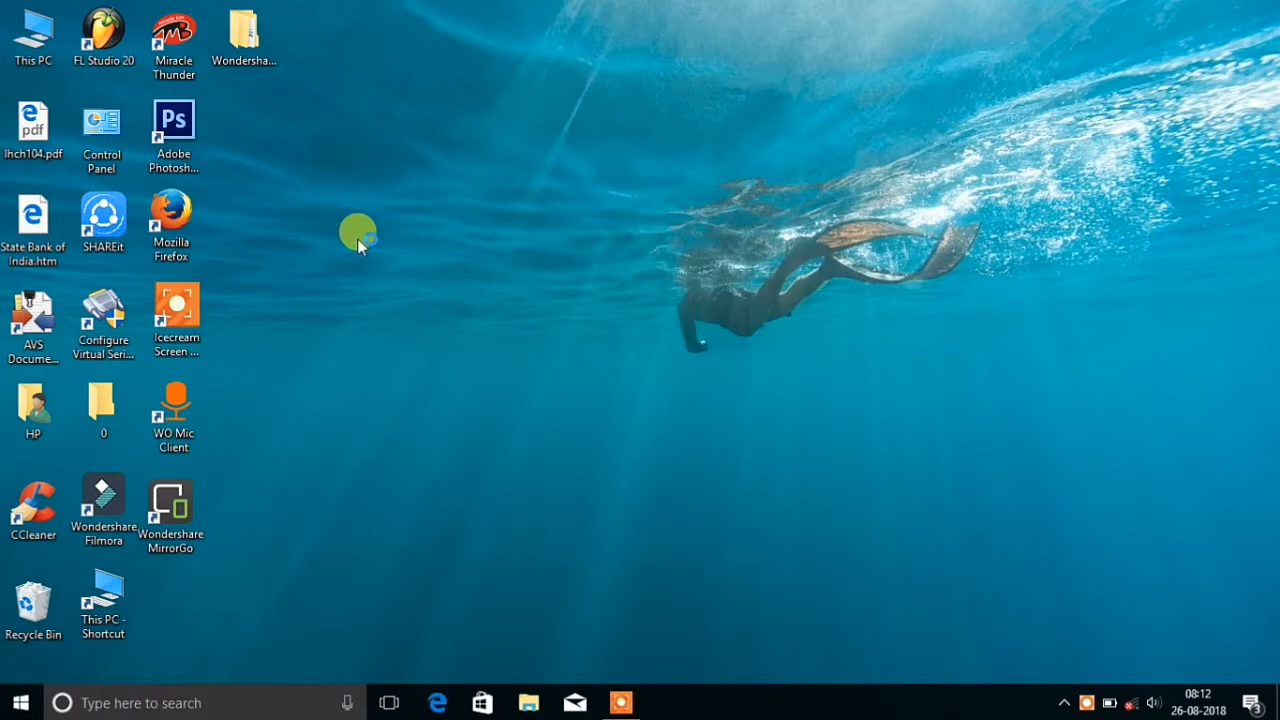 This PC
FL Studio 20
Miracle
Thunder
Wondersha...
pdf
lhch104.pdf
Control
Panel
Ps
Adobe
Photosh...
State Bank of
India.htm
SHAREit
Mozilla
Firefox
AVS
Docume...
Configure
Virtual Seri...
Icecream
Screen ...
HP
0
WO Mic
Client
CCleaner
Wondershare
Filmora
Wondershare
MirrorGo
Recycle Bin
This PC -
Shortcut
Type here to search
08:12
26-08-2018
3